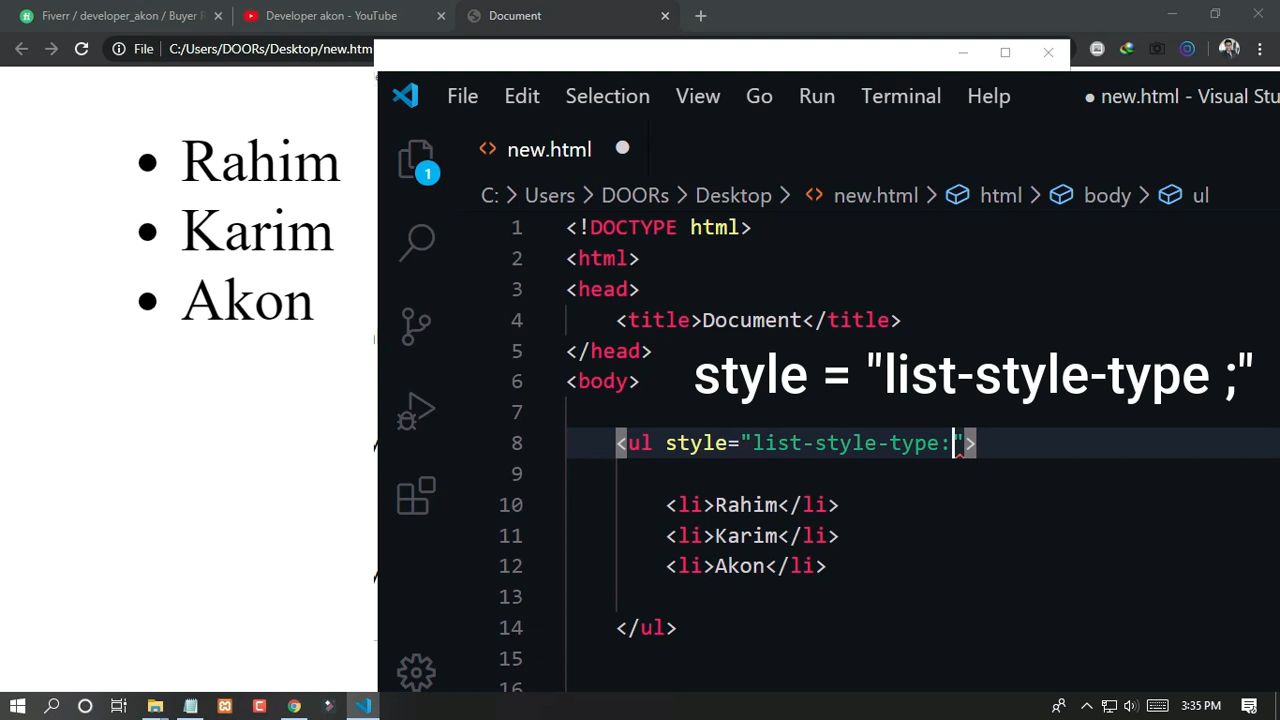 Fiverr / developer_akon / Buyer R
Developer akon - YouTube
Document
File
C:/Users/DOORs/Desktop/new.htm
Rahim
Karim
Akon
File Edit Selection View Go Run Terminal Help
● new.html - Visual Stu
1
new.html
C: > Users > DOORs > Desktop > new.html > html > body > ul
1 <!DOCTYPE html>
2 <html>
3 <head>
4 <title>Document</title>
5 </head>
style = "list-style-type ;"
6 <body>
7
8 <ul style="list-style-type:">
9
10 <li>Rahim</li>
11 <li>Karim</li>
12 <li>Akon</li>
13
14 </ul>
15
16
3:35 PM